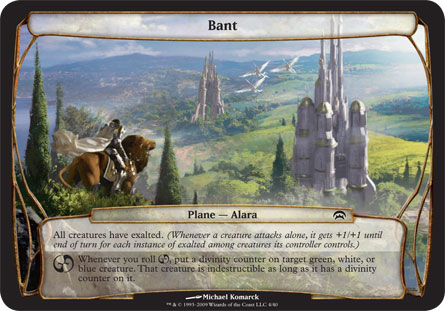 Bant
Plane — Alara
All creatures have exalted. (Whenever a creature attacks alone, it gets +1/+1 until
end of turn for each instance of exalted among creatures its controller controls.)
Whenever you roll , put a divinity counter on target green, white, or
blue creature. That creature is indestructible as long as it has a divinity
counter on it.
Michael Komarck
™ & © 1993-2009 Wizards of the Coast LLC 4/40